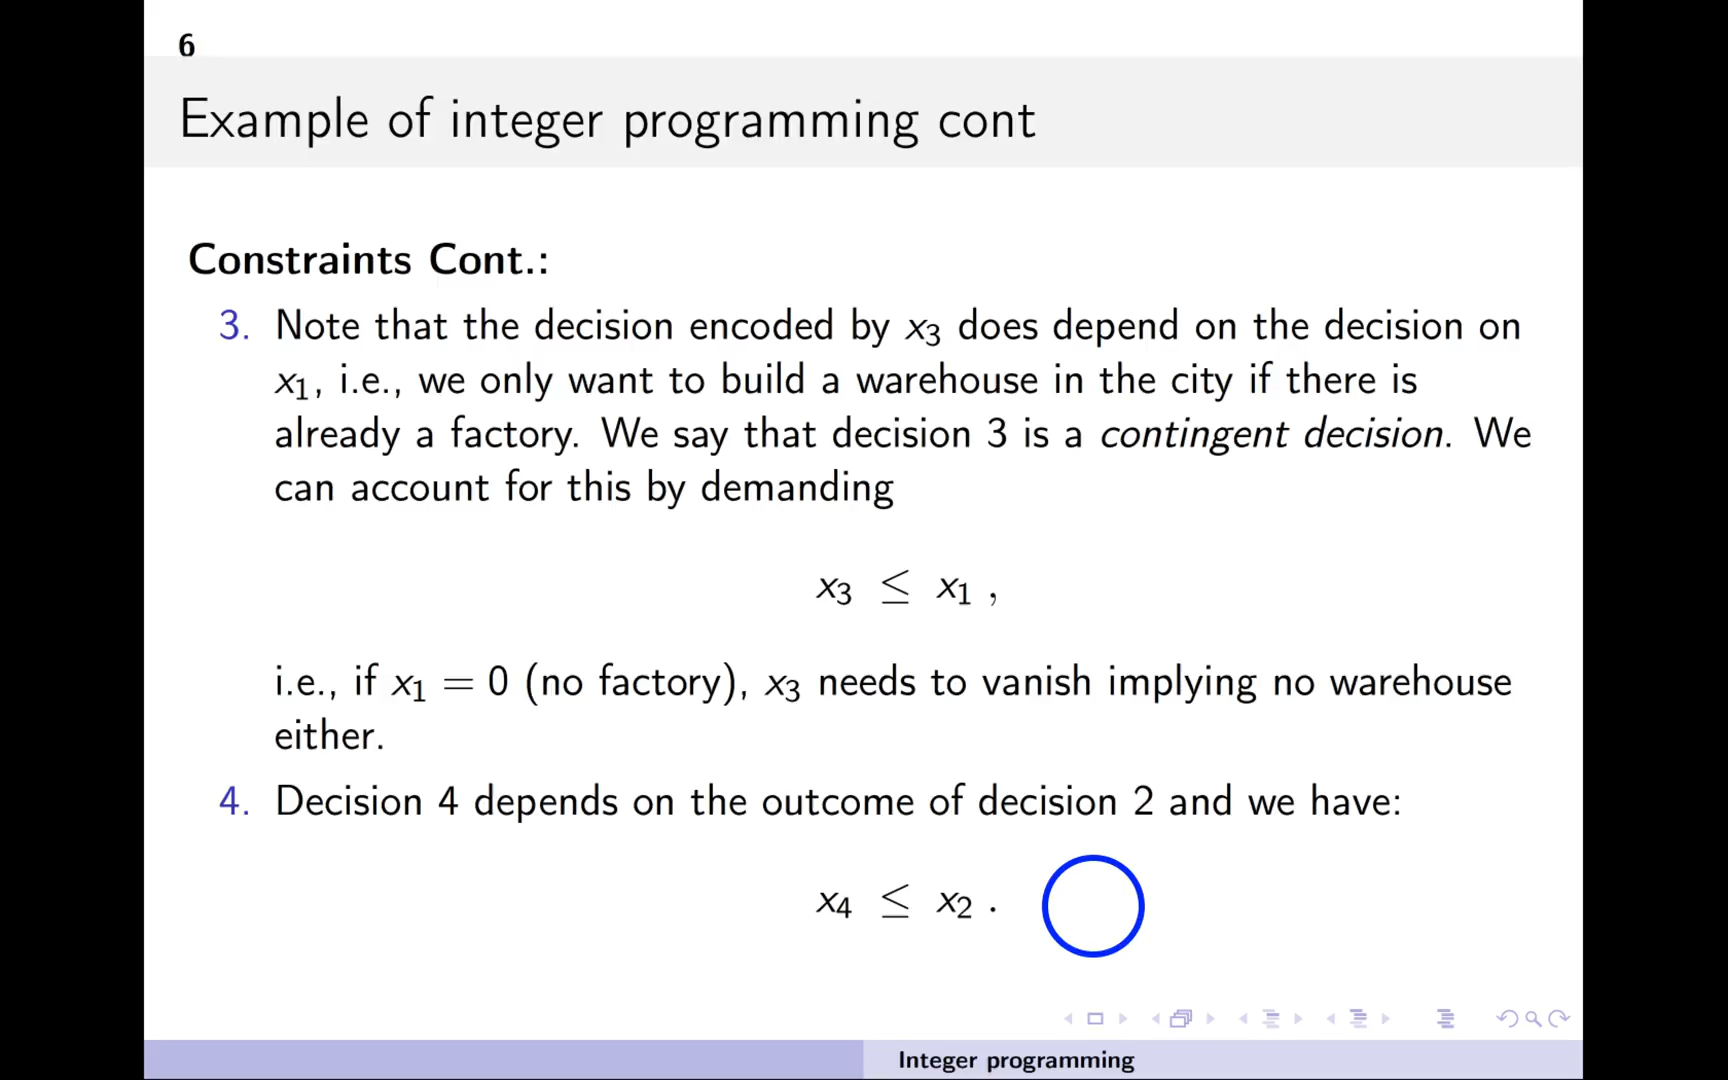 6
Example of integer programming cont
Constraints Cont.:
3. Note that the decision encoded by x₃ does depend on the decision on
x₁, i.e., we only want to build a warehouse in the city if there is
already a factory. We say that decision 3 is a contingent decision. We
can account for this by demanding
x₃ ≤ x₁ ,
i.e., if x₁ = 0 (no factory), x₃ needs to vanish implying no warehouse
either.
4. Decision 4 depends on the outcome of decision 2 and we have:
x₄ ≤ x₂ .
Integer programming